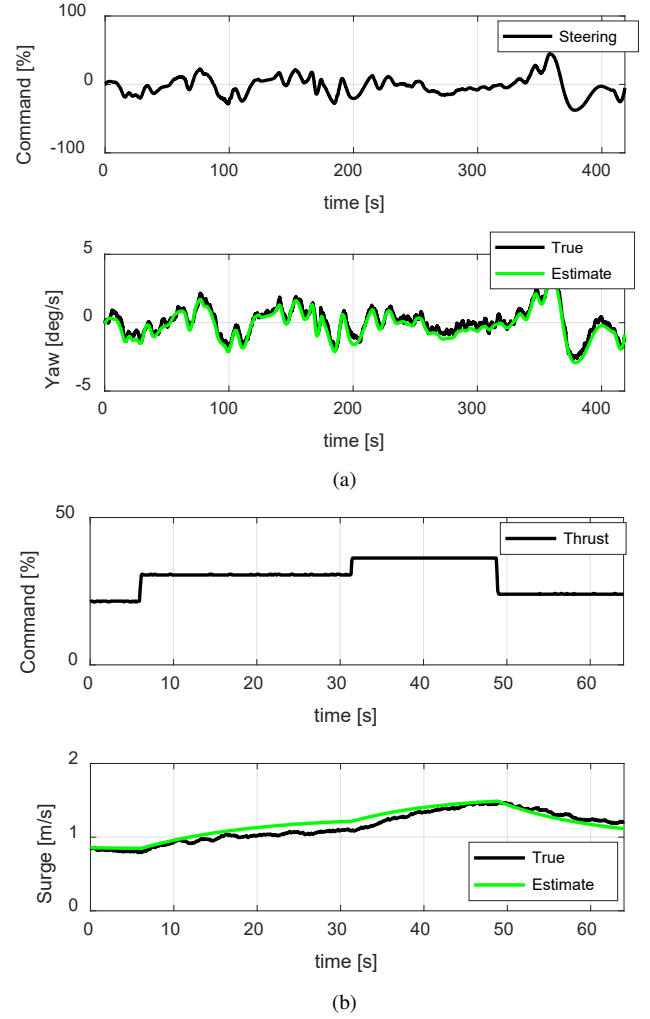 100
Steering
0
Command [%]
-100
0 100 200 300 400
time [s]
5
True
Estimate
0
Yaw [deg/s]
-5
0 100 200 300 400
time [s]
(a)
50
Thrust
Command [%]
0
0 10 20 30 40 50 60
time [s]
2
1
Surge [m/s]
True
Estimate
0
0 10 20 30 40 50 60
time [s]
(b)